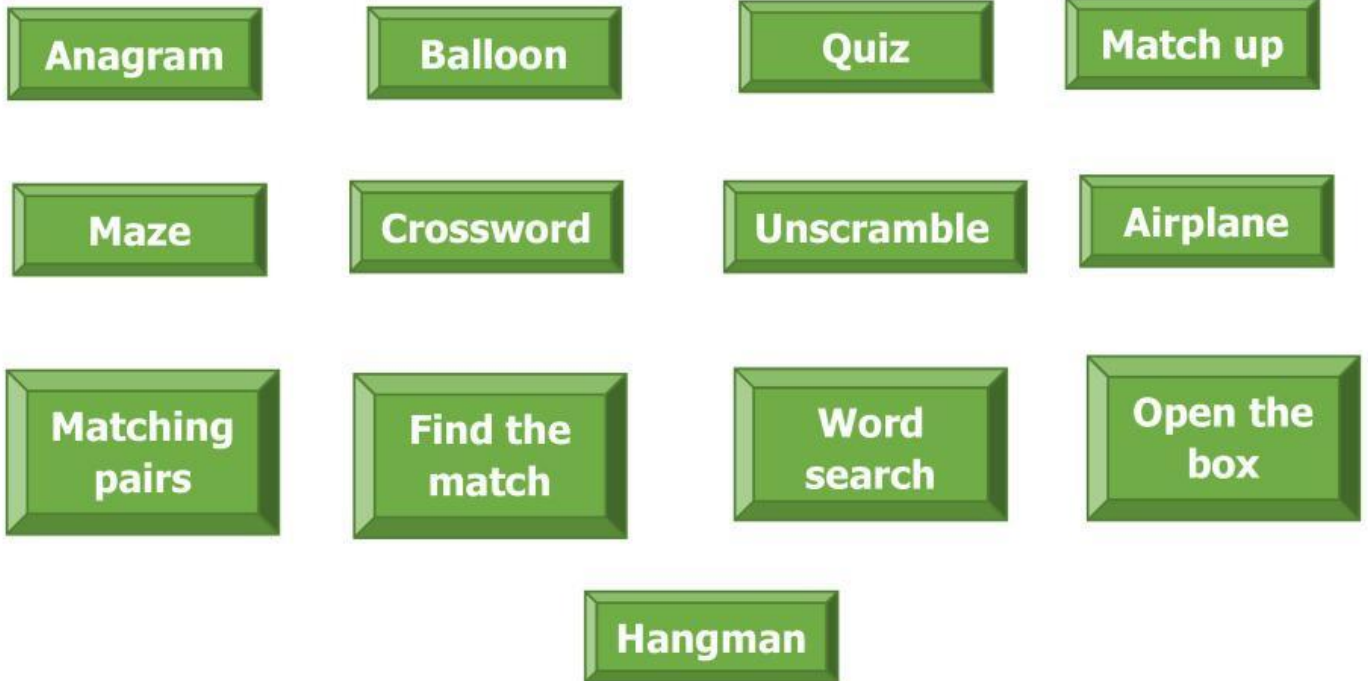 Anagram
Balloon
Quiz
Match up
Maze
Crossword
Unscramble
Airplane
Matching
pairs
Find the
match
Word
search
Open the
box
Hangman